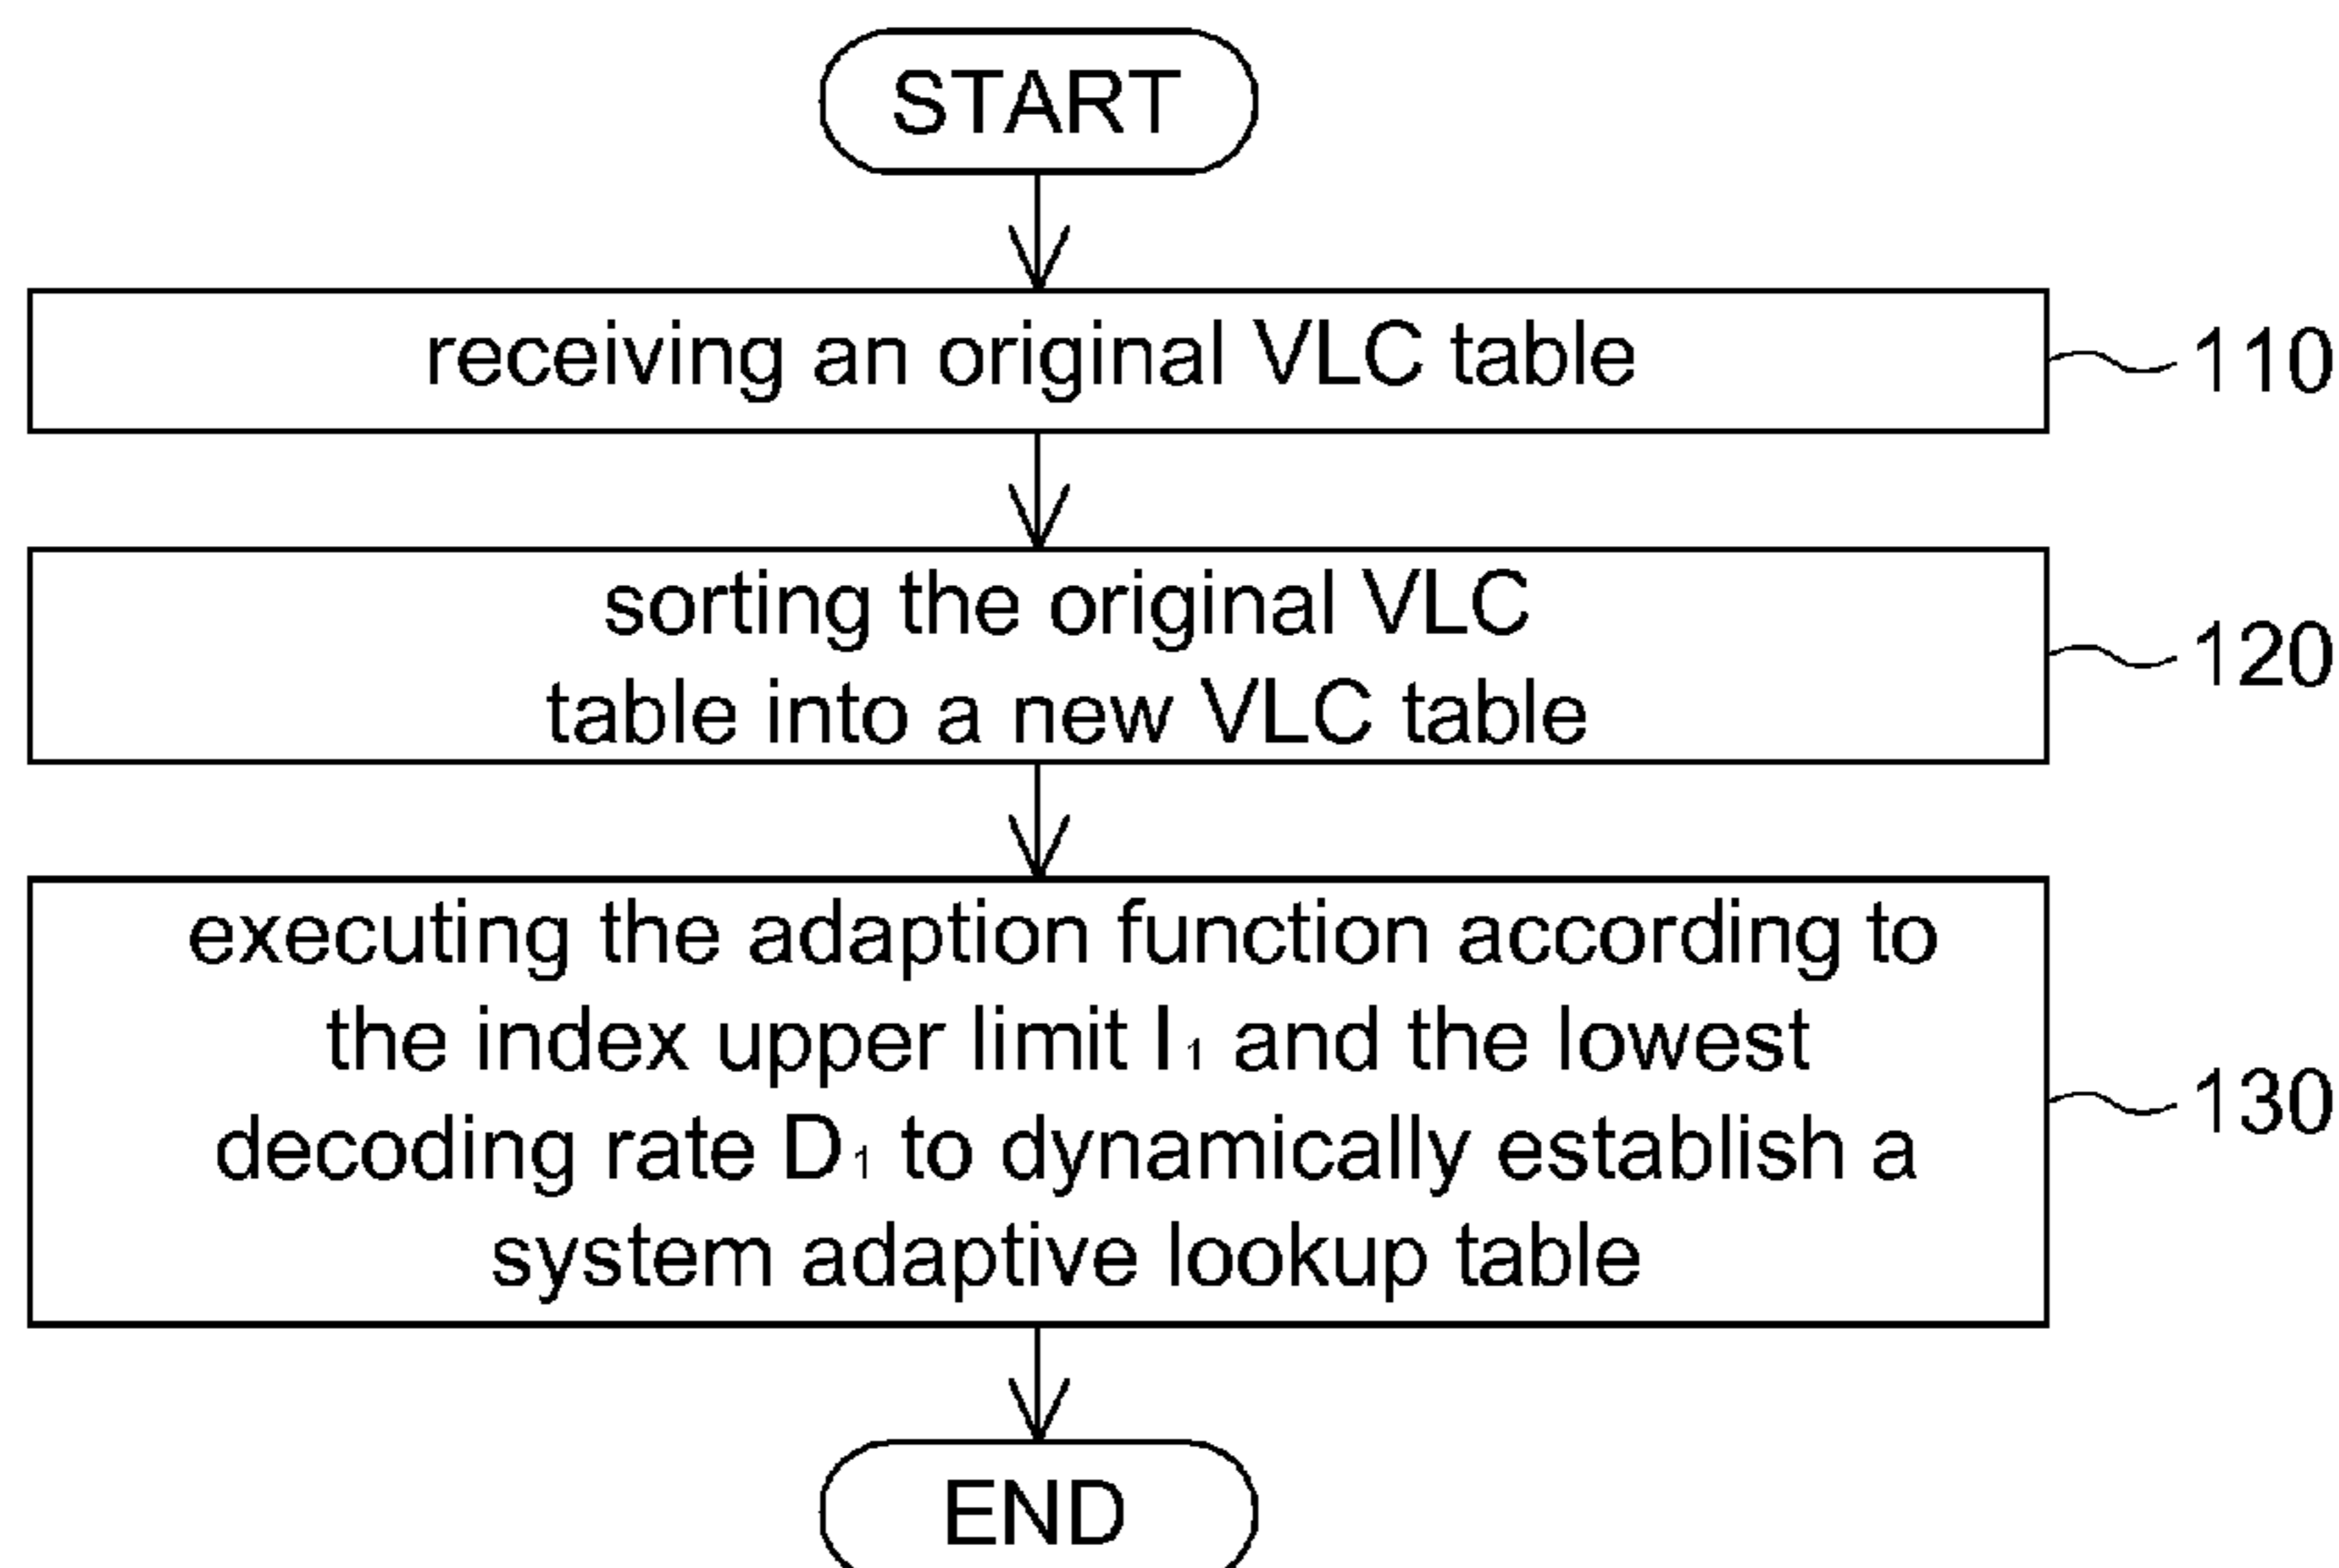 START
receiving an original VLC table
110
sorting the original VLC
table into a new VLC table
120
executing the adaption function according to
the index upper limit I₁ and the lowest
decoding rate D₁ to dynamically establish a
system adaptive lookup table
130
END